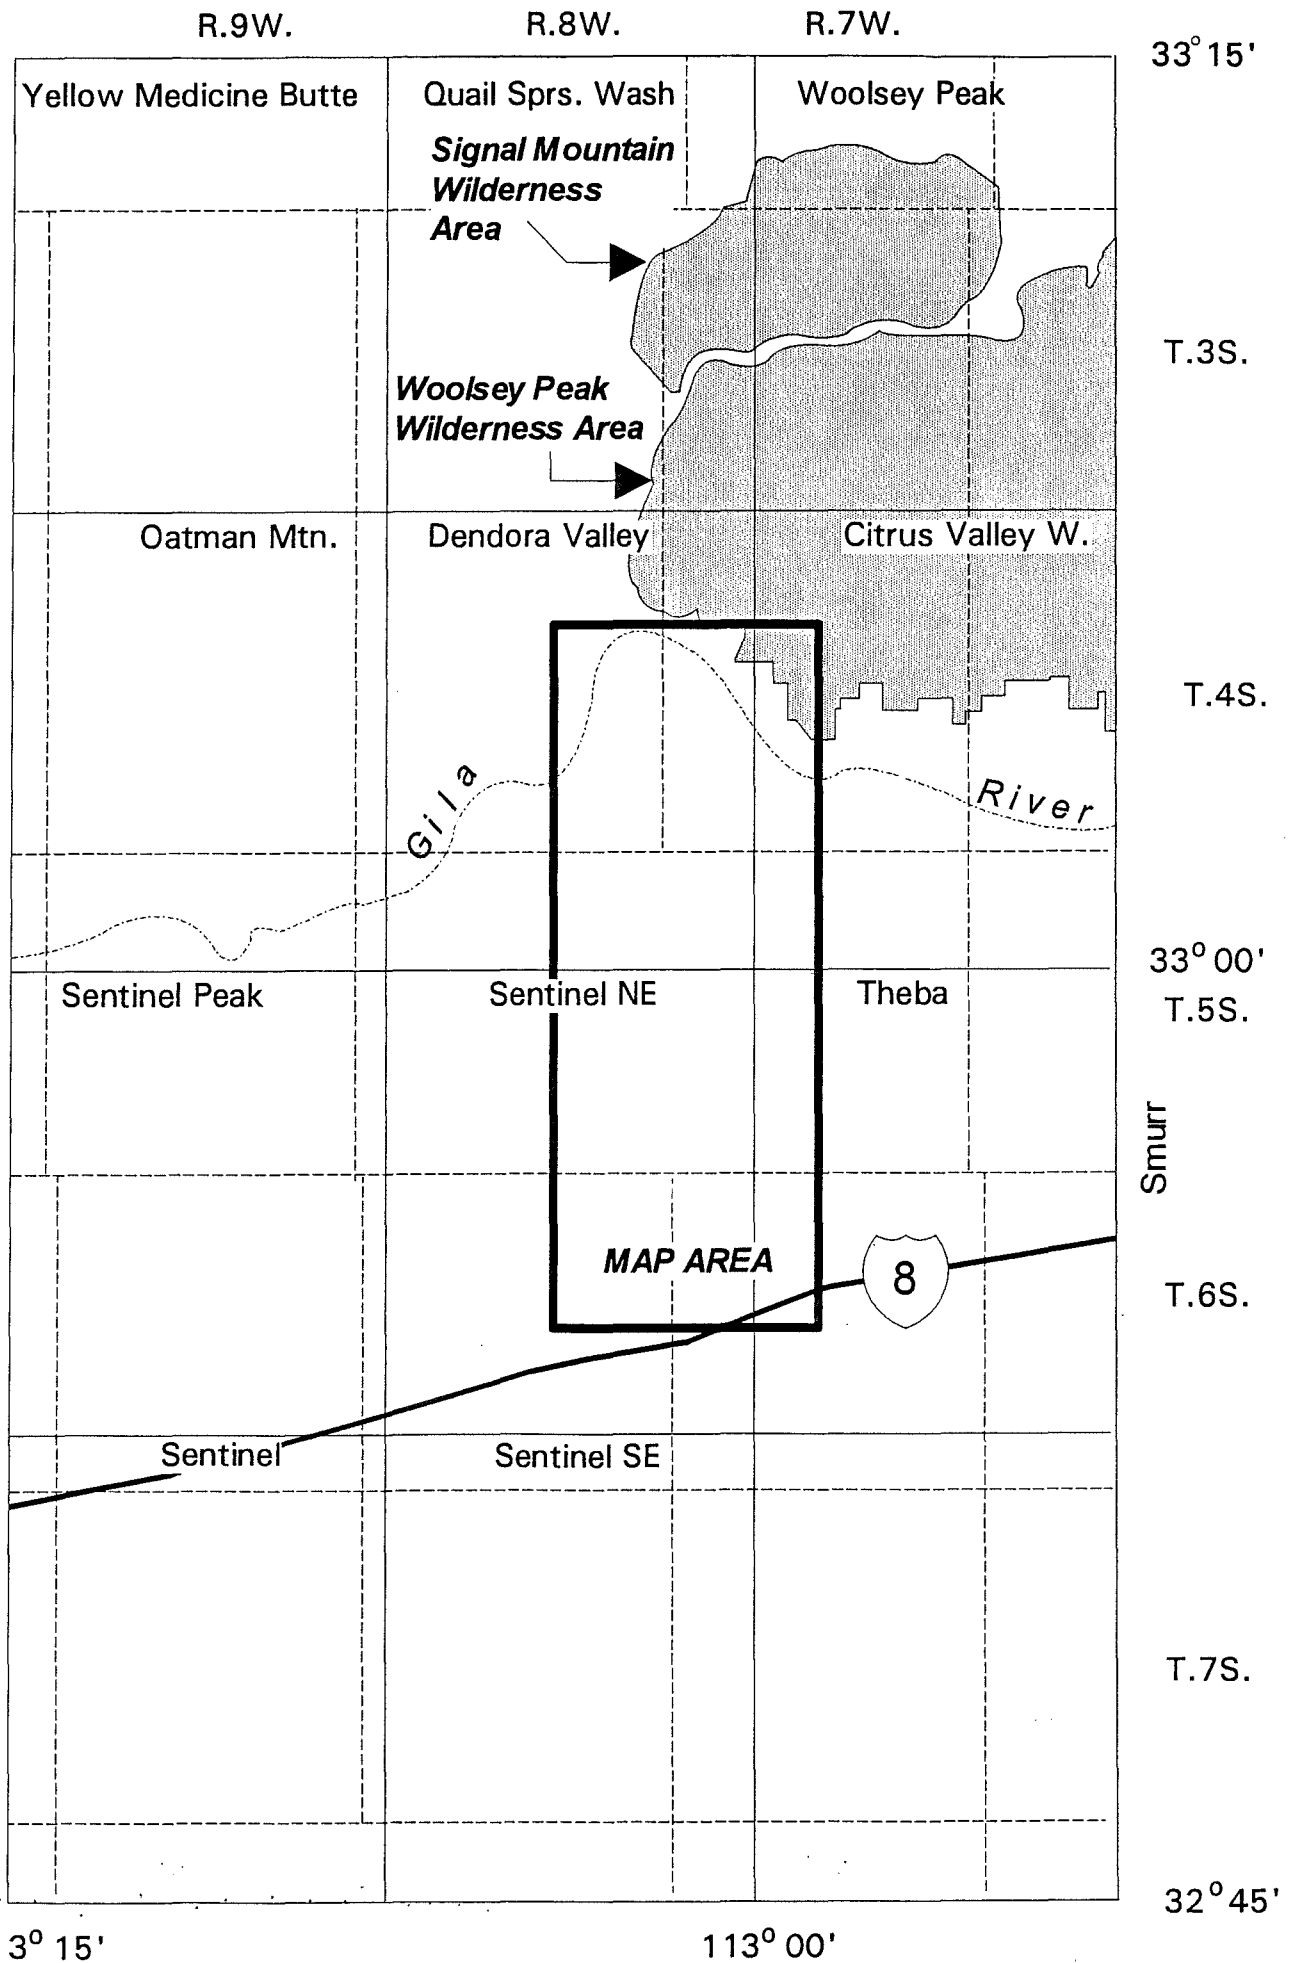 R.9W. R.8W. R.7W.
33° 15'
Yellow Medicine Butte Quail Sprs. Wash Woolsey Peak
Signal Mountain
Wilderness
Area
T.3S.
Woolsey Peak
Wilderness Area
Oatman Mtn. Dendora Valley Citrus Valley W.
T.4S.
Gila River
33° 00'
Sentinel Peak Sentinel NE Theba
T.5S.
Smurr
MAP AREA
8
T.6S.
Sentinel Sentinel SE
T.7S.
32° 45'
3° 15' 113° 00'